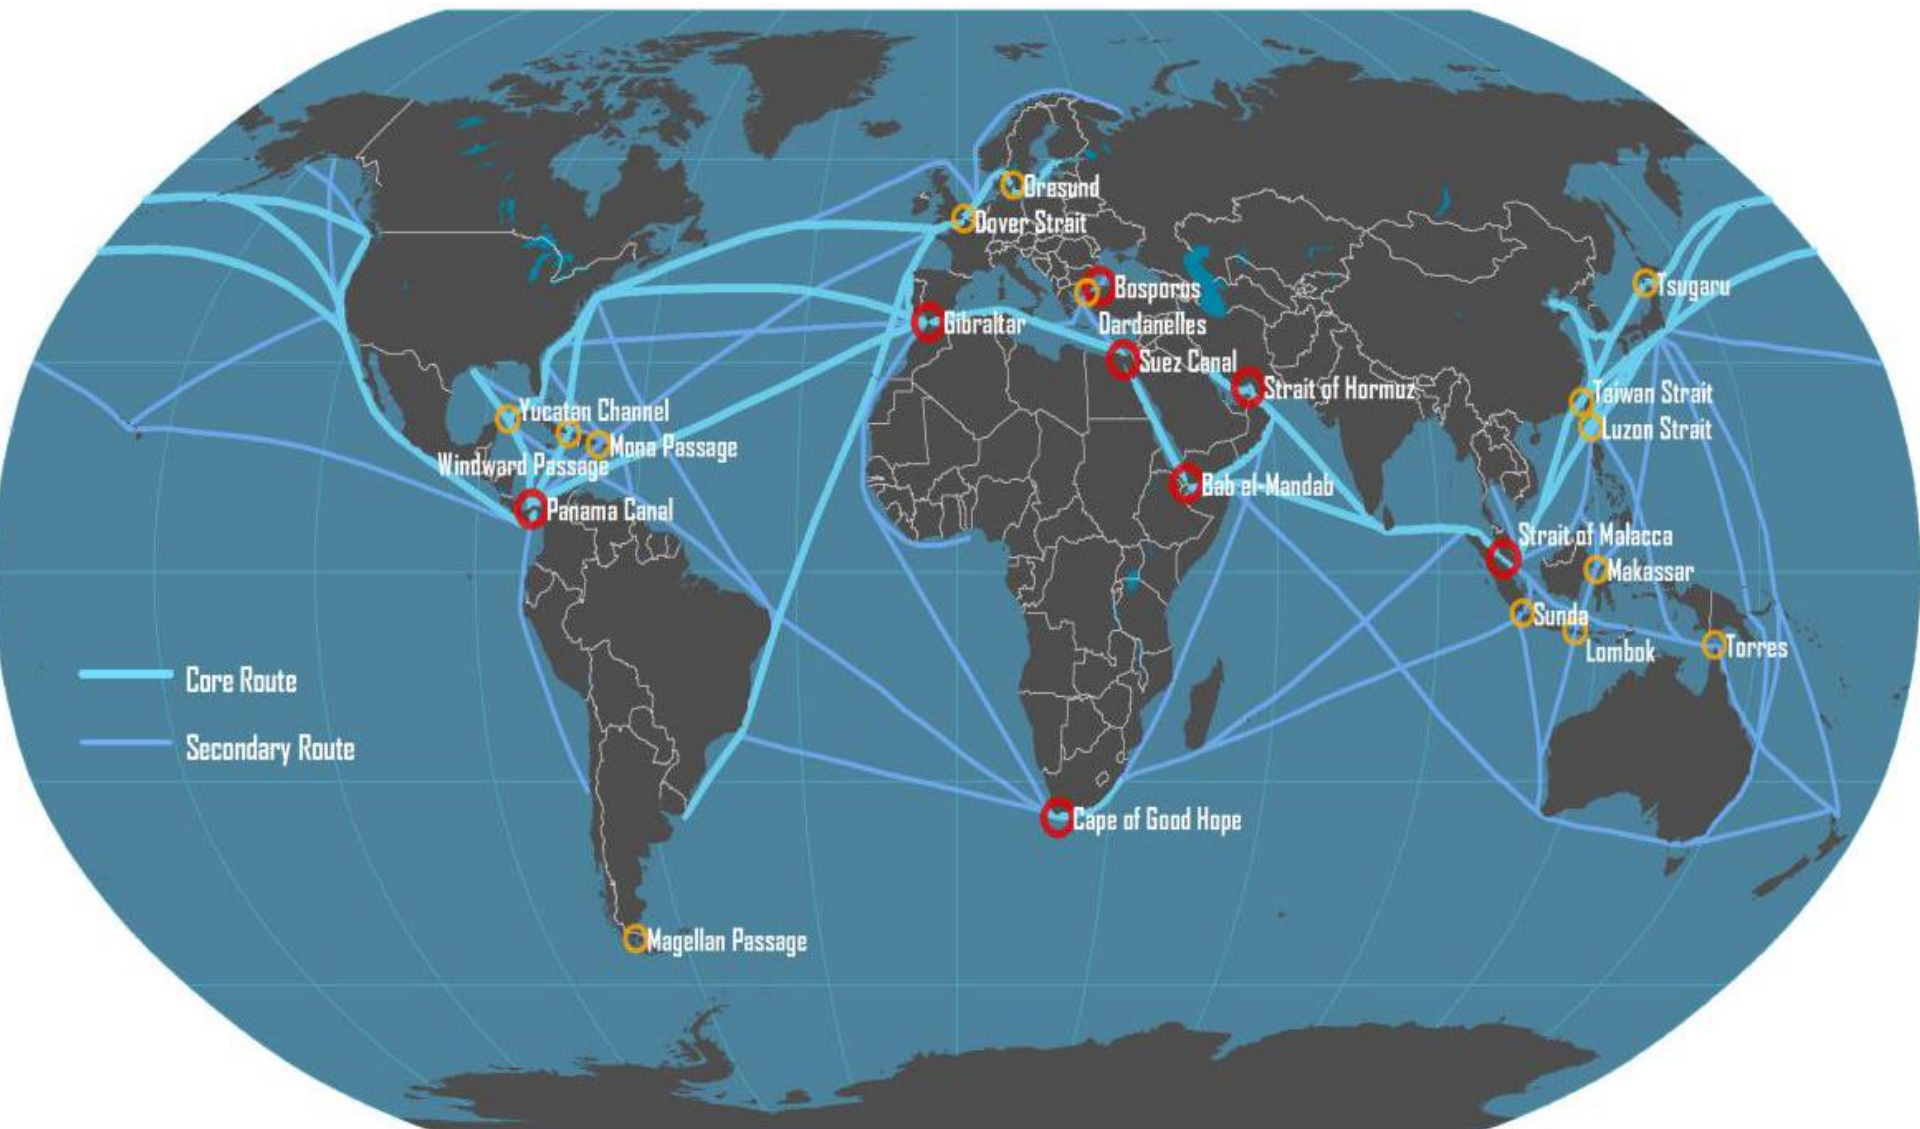 Oresund
Dover Strait
Bosporus
Tsugaru
Gibraltar
Dardanelles
Suez Canal
Strait of Hormuz
Taiwan Strait
Yucatan Channel
Luzon Strait
Mona Passage
Windward Passage
Bab el-Mandab
Panama Canal
Strait of Malacca
Makassar
Sunda
Lombok
Torres
Core Route
Secondary Route
Cape of Good Hope
Magellan Passage